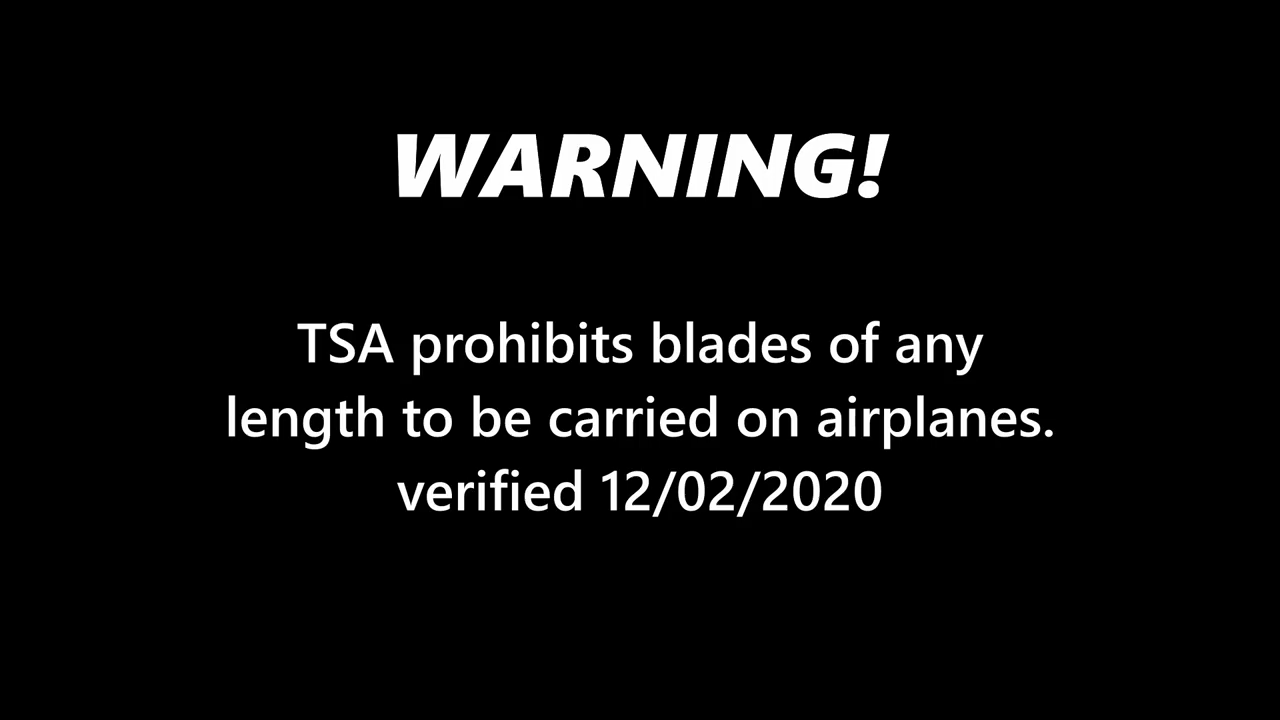 WARNING!
TSA prohibits blades of any
length to be carried on airplanes.
verified 12/02/2020